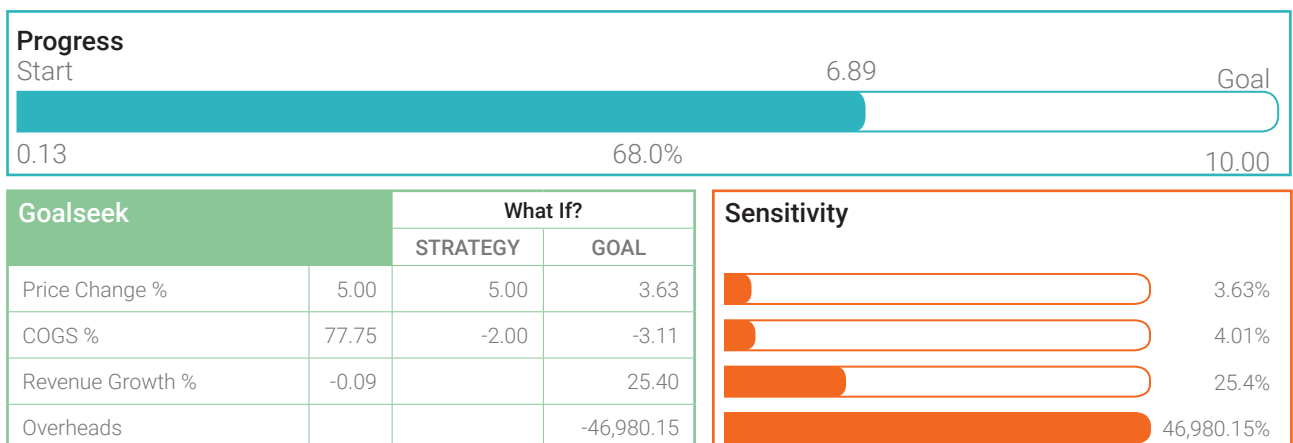 Progress
Start 6.89 Goal
0.13 68.0% 10.00
Goalseek What If?
STRATEGY GOAL
Price Change % 5.00 5.00 3.63
COGS % 77.75 -2.00 -3.11
Revenue Growth % -0.09 25.40
Overheads -46,980.15
Sensitivity
3.63%
4.01%
25.4%
46,980.15%